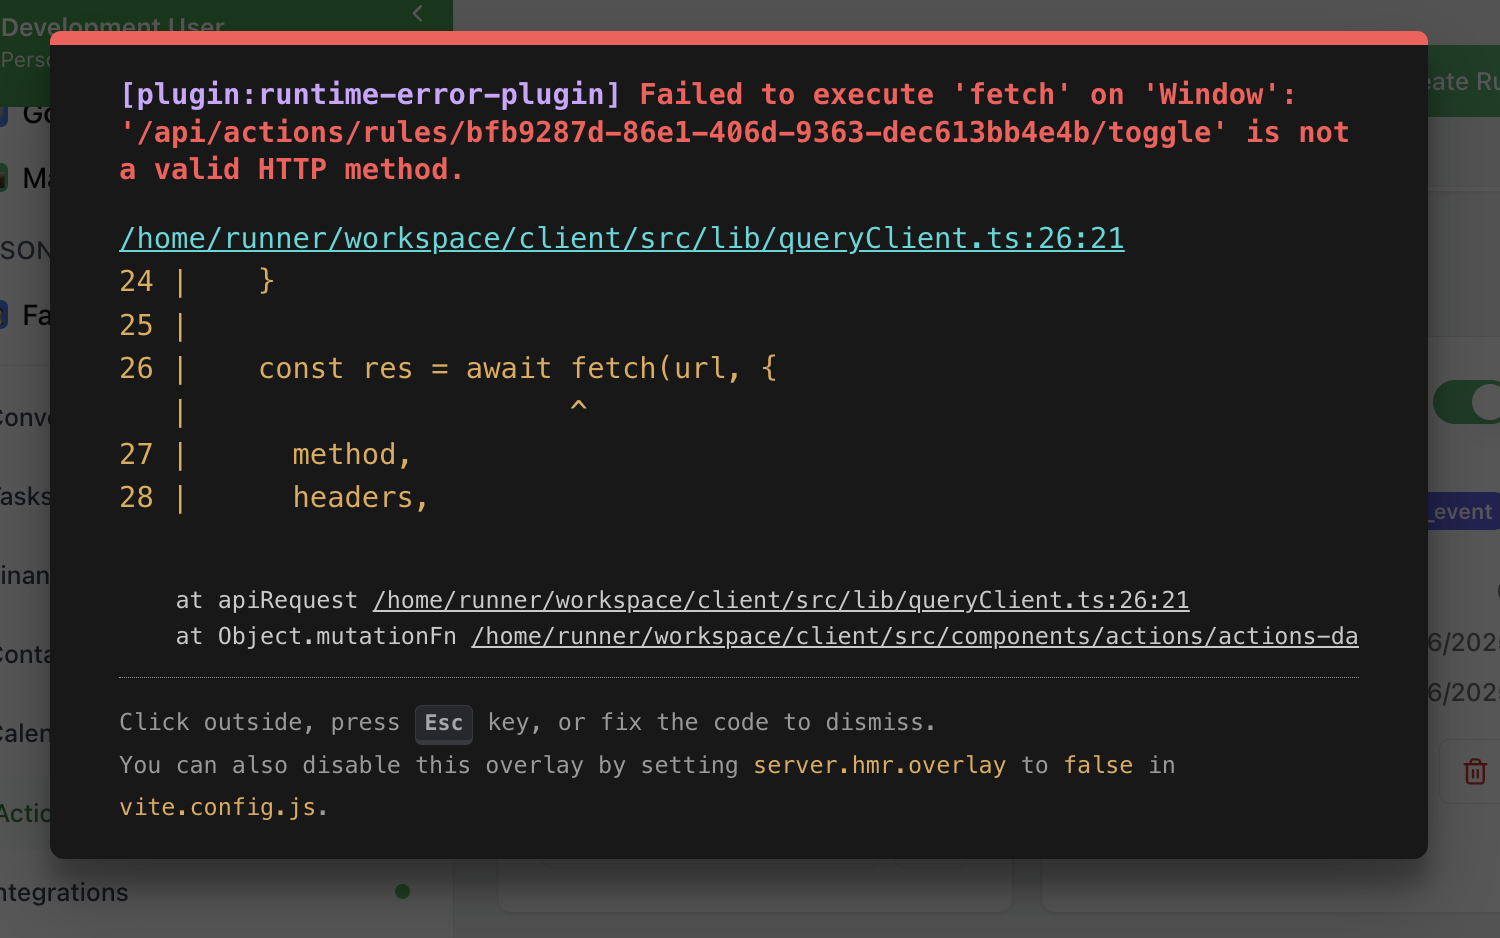 Development User
Perso
eate Ru
Go
Ma
SON
Fa
Conve
Tasks
inan
Conta
Calen
Actio
ntegrations
[plugin:runtime-error-plugin] Failed to execute 'fetch' on 'Window':
'/api/actions/rules/bfb9287d-86e1-406d-9363-dec613bb4e4b/toggle' is not
a valid HTTP method.
/home/runner/workspace/client/src/lib/queryClient.ts:26:21
24 |    }
25 |
26 |    const res = await fetch(url, {
   |                      ^
27 |      method,
28 |      headers,
at apiRequest /home/runner/workspace/client/src/lib/queryClient.ts:26:21
at Object.mutationFn /home/runner/workspace/client/src/components/actions/actions-da
Click outside, press Esc key, or fix the code to dismiss.
You can also disable this overlay by setting server.hmr.overlay to false in
vite.config.js.
_event
6/202
6/202